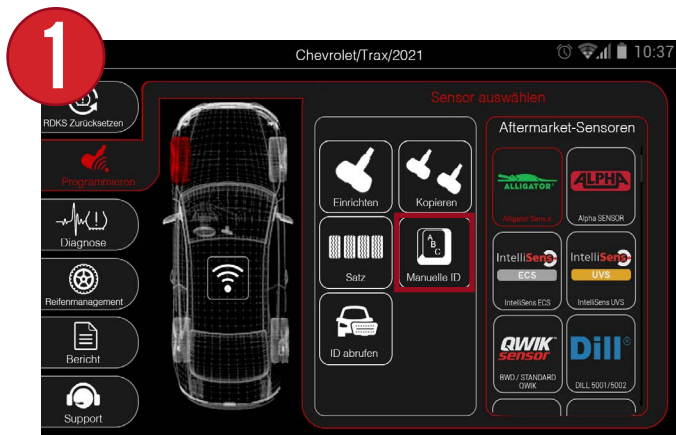 1
Chevrolet/Trax/2021
10:37
RDKS Zurücksetzen
Programmieren
Diagnose
Reifenmanagement
Bericht
Support
Sensor auswählen
Einrichten
Kopieren
Satz
A
B
C
Manuelle ID
ID abrufen
Aftermarket-Sensoren
ALLIGATOR®
Alligator Sens.it
ALPHA
Alpha SENSOR
IntelliSens
ECS
IntelliSens ECS
IntelliSens
UVS
IntelliSens UVS
QWIK™
sensor
BWD / STANDARD
QWIK
Dill®
DILL 5001/5002